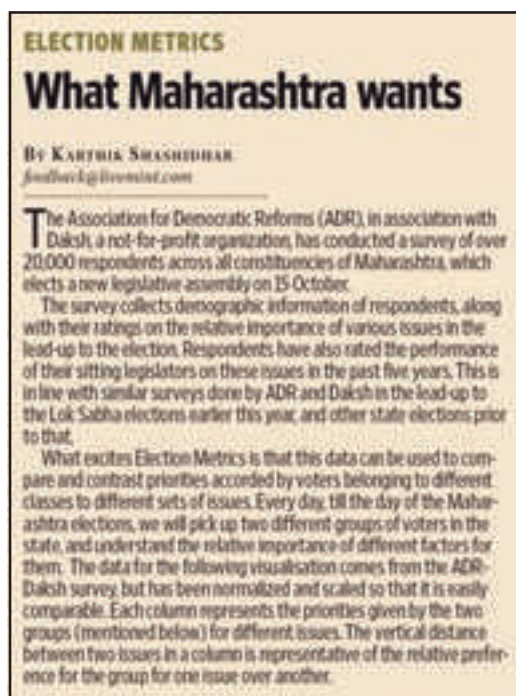 ELECTION METRICS
What Maharashtra wants
BY KARTHIK SHASHIDHAR
feedback@livemint.com
The Association for Democratic Reforms (ADR), in association with
Daksh, a not-for-profit organization, has conducted a survey of over
20,000 respondents across all constituencies of Maharashtra, which
elects a new legislative assembly on 15 October.
The survey collects demographic information of respondents, along
with their ratings on the relative importance of various issues in the
lead-up to the election. Respondents have also rated the performance
of their sitting legislators on these issues in the past five years. This is
in line with similar surveys done by ADR and Daksh in the lead-up to
the Lok Sabha elections earlier this year, and other state elections prior
to that.
What excites Election Metrics is that this data can be used to com-
pare and contrast priorities accorded by voters belonging to different
classes to different sets of issues. Every day, till the day of the Mahar-
ashtra elections, we will pick up two different groups of voters in the
state, and understand the relative importance of different factors for
them. The data for the following visualisation comes from the ADR-
Daksh survey, but has been normalized and scaled so that it is easily
comparable. Each column represents the priorities given by the two
groups (mentioned below) for different issues. The vertical distance
between two issues in a column is representative of the relative prefer-
ence for the group for one issue over another.